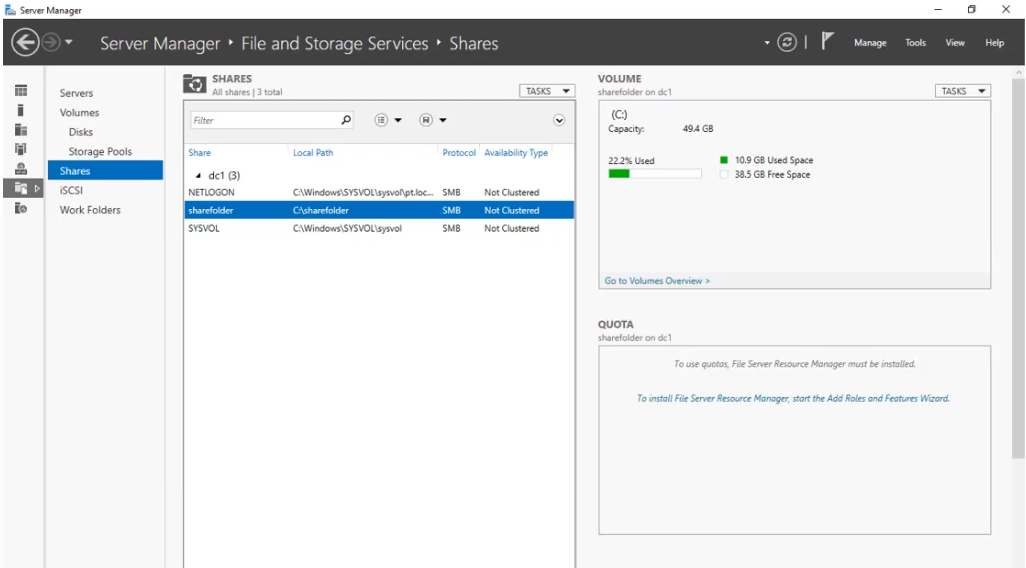 Server Manager
Server Manager ‣ File and Storage Services ‣ Shares
Manage Tools View Help
Servers
Volumes
Disks
Storage Pools
Shares
iSCSI
Work Folders
SHARES
All shares | 3 total
TASKS
Filter
Share Local Path Protocol Availability Type
dc1 (3)
NETLOGON C:\Windows\SYSVOL\sysvol\pt.loc... SMB Not Clustered
sharefolder C:\sharefolder SMB Not Clustered
SYSVOL C:\Windows\SYSVOL\sysvol SMB Not Clustered
VOLUME
sharefolder on dc1
TASKS
(C:)
Capacity: 49.4 GB
22.2% Used
10.9 GB Used Space
38.5 GB Free Space
Go to Volumes Overview >
QUOTA
sharefolder on dc1
To use quotas, File Server Resource Manager must be installed.
To install File Server Resource Manager, start the Add Roles and Features Wizard.